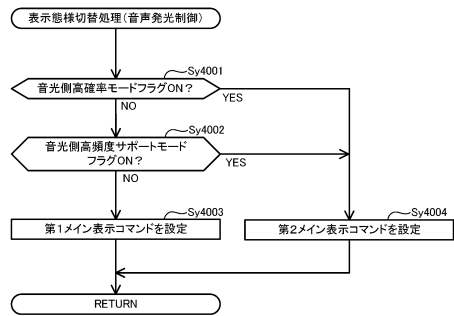 表示態様切替処理(音声発光制御)
Sy4001
音光側高確率モードフラグON?
YES
NO
Sy4002
音光側高頻度サポートモード
フラグON?
YES
NO
Sy4003
第1メイン表示コマンドを設定
Sy4004
第2メイン表示コマンドを設定
RETURN